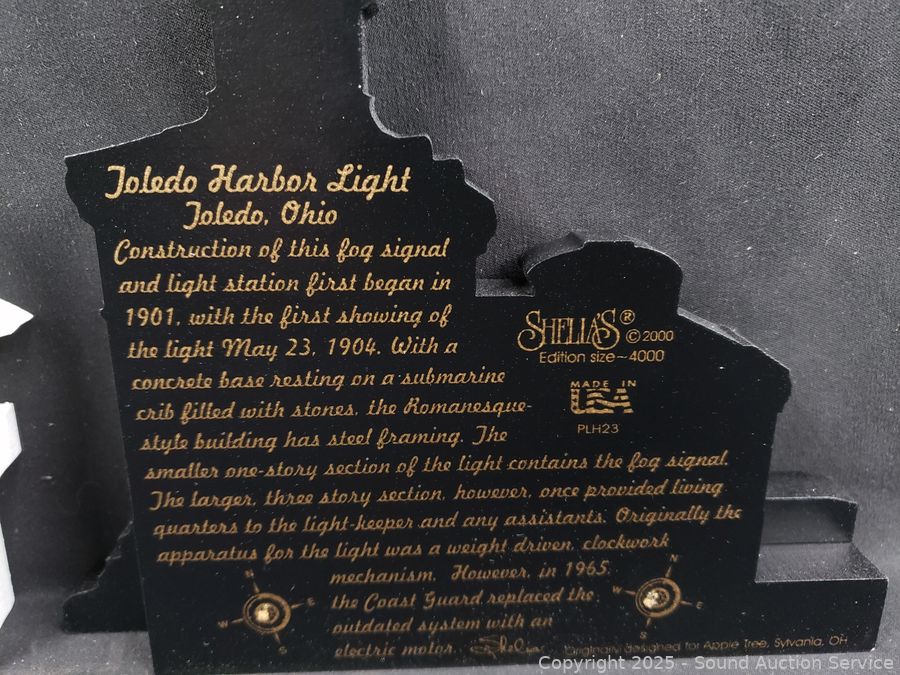 Toledo Harbor Light
Toledo, Ohio
Construction of this fog signal
and light station first began in
1901, with the first showing of
the light May 23, 1904. With a
concrete base resting on a submarine
crib filled with stones, the Romanesque-
style building has steel framing. The
smaller one-story section of the light contains the fog signal.
The larger, three story section, however, once provided living
quarters to the light-keeper and any assistants. Originally the
apparatus for the light was a weight driven, clockwork
mechanism. However, in 1965
the Coast Guard replaced the
outdated system with an
electric motor. Shelia
SHELIA'S® © 2000
Edition size~4000
MADE IN
USA
PLH23
N
W E
S
N
W E
S
Originally designed for Apple Tree, Sylvania, OH
Copyright 2025 - Sound Auction Service